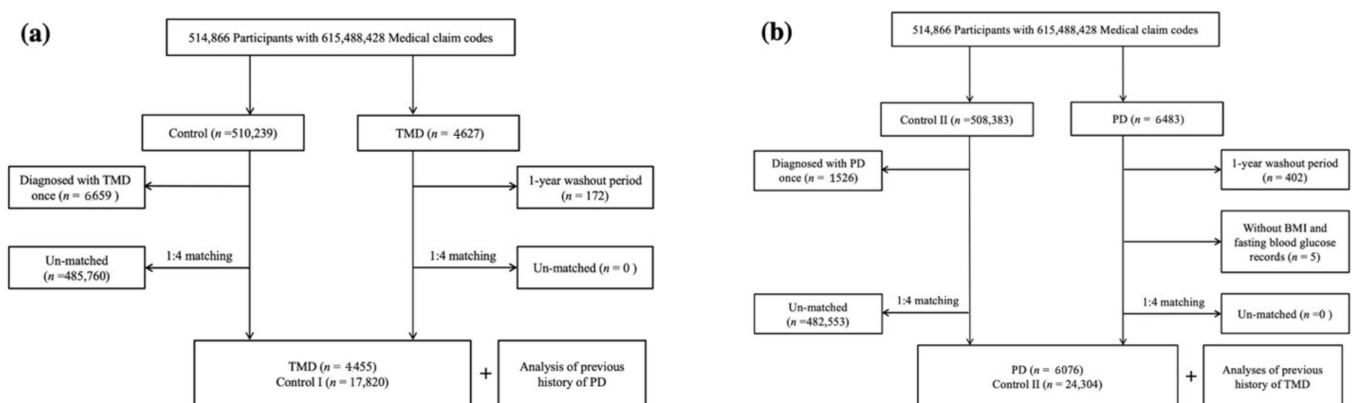 (a)
514,866 Participants with 615,488,428 Medical claim codes
Control (n =510,239)
TMD (n = 4627)
Diagnosed with TMD
once (n = 6659 )
1-year washout period
(n = 172)
Un-matched
(n =485,760)
1:4 matching
1:4 matching
Un-matched (n = 0 )
TMD (n = 4455)
Control I (n = 17,820)
+
Analysis of previous
history of PD
(b)
514,866 Participants with 615,488,428 Medical claim codes
Control II (n =508,383)
PD (n = 6483)
Diagnosed with PD
once (n = 1526)
1-year washout period
(n = 402)
Without BMI and
fasting blood glucose
records (n = 5)
Un-matched
(n =482,553)
1:4 matching
1:4 matching
Un-matched (n =0 )
PD (n = 6076)
Control II (n = 24,304)
+
Analyses of previous
history of TMD